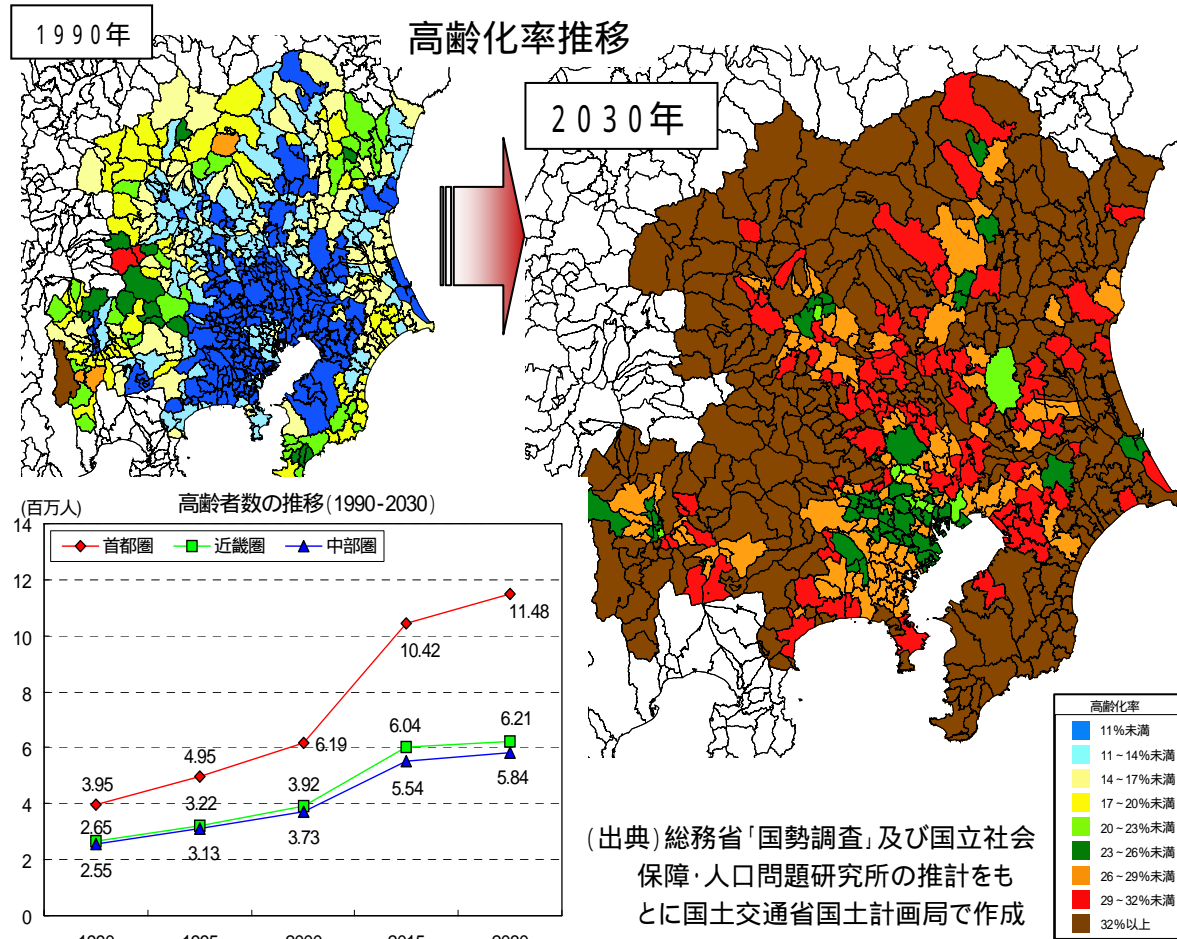 1990年
高齢化率推移
2030年
(百万人)
高齢者数の推移(1990-2030)
首都圏 近畿圏 中部圏
14
12
10
8
6
4
2
0
3.95
4.95
6.19
10.42
11.48
2.65
3.22
3.92
6.04
6.21
2.55
3.13
3.73
5.54
5.84
高齢化率
11%未満
11~14%未満
14~17%未満
17~20%未満
20~23%未満
23~26%未満
26~29%未満
29~32%未満
32%以上
(出典)総務省「国勢調査」及び国立社会
保障・人口問題研究所の推計をも
とに国土交通省国土計画局で作成